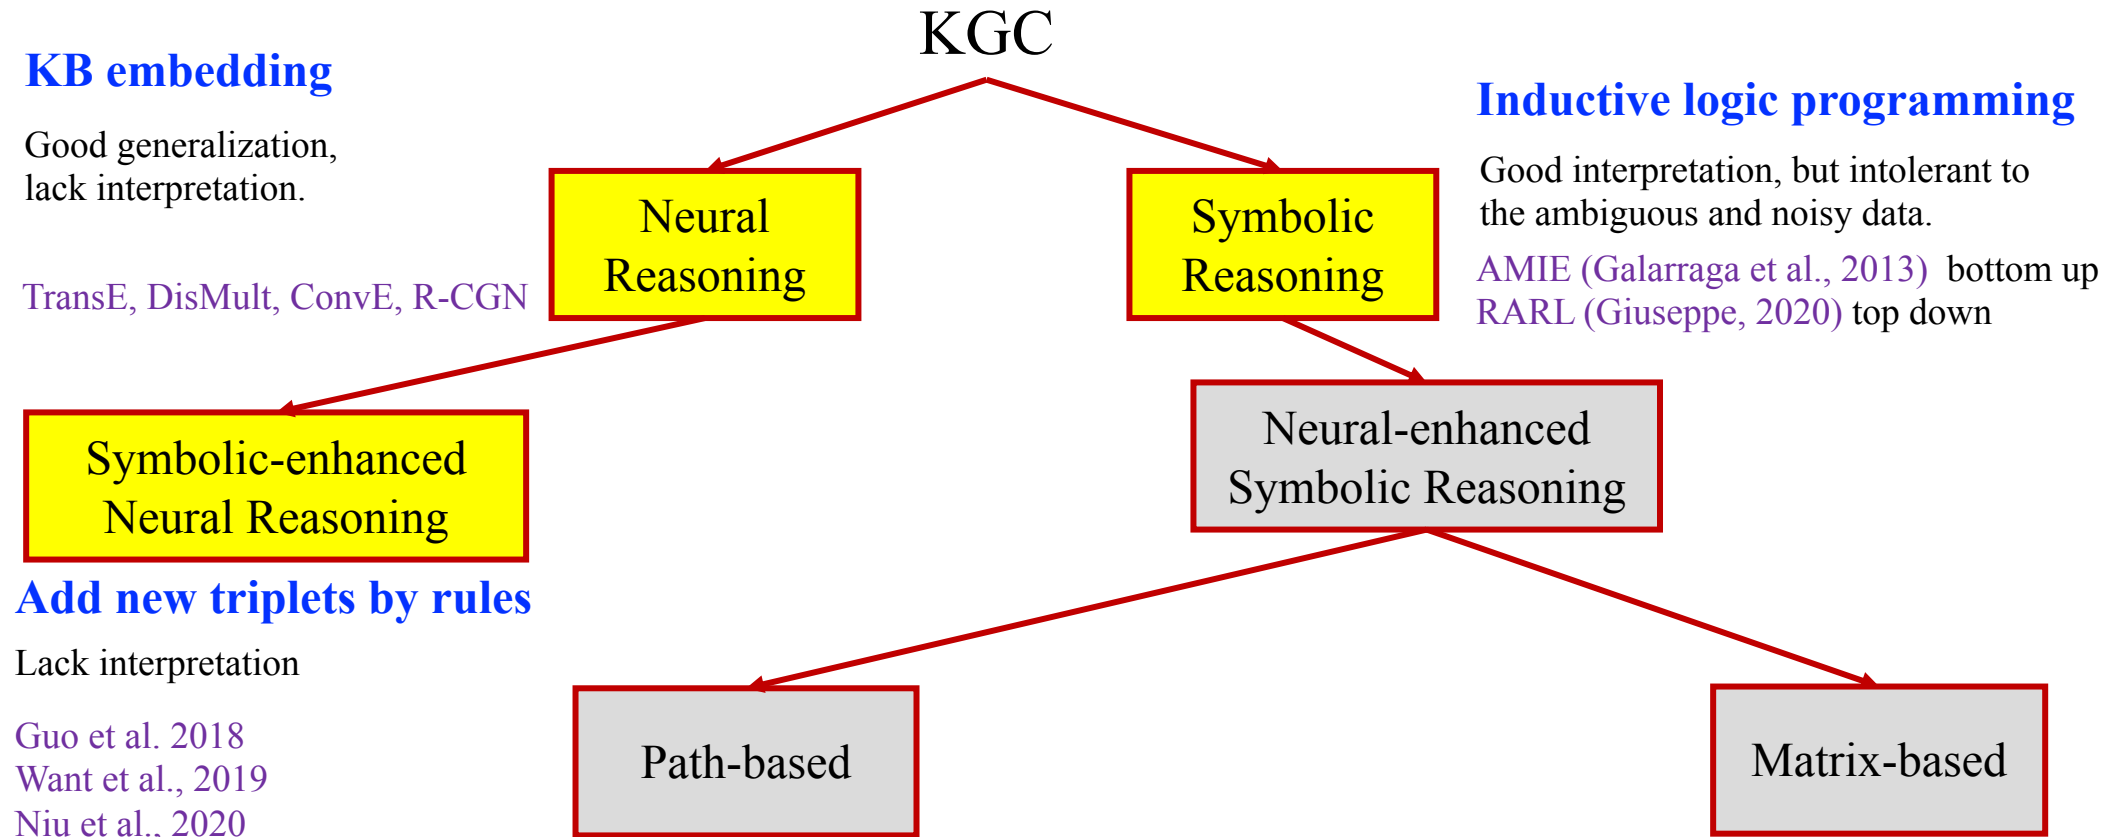 KGC
KB embedding
Good generalization,
lack interpretation.
TransE, DisMult, ConvE, R-CGN
Neural
Reasoning
Symbolic
Reasoning
Inductive logic programming
Good interpretation, but intolerant to
the ambiguous and noisy data.
AMIE (Galarraga et al., 2013) bottom up
RARL (Giuseppe, 2020) top down
Symbolic-enhanced
Neural Reasoning
Neural-enhanced
Symbolic Reasoning
Add new triplets by rules
Lack interpretation
Guo et al. 2018
Want et al., 2019
Niu et al., 2020
Path-based
Matrix-based